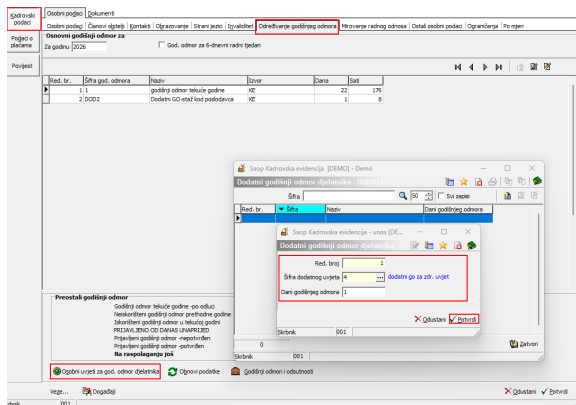 Kadrovski podaci
Podaci o plaćama
Povijest
Osobni podaci Dokumenti
Osobni podaci Članovi obitelji Kontakti Obrazovanje Strani jezici Invaliditet Određivanje godišnjeg odmora Mirovanje radnog odnosa Ostali osobni podaci Ograničenja Po mjeri
Osnovni godišnji odmor za
Za godinu 2026 God. odmor za 6-dnevni radni tjedan
Red. br. Šifra god. odmora Naziv Izvor Dana Sati
1 1 godišnji odmor tekuće godine KE 22 176
2 DOD2 Dodatni GO-staž kod poslodavca KE 1 8
Saop Kadrovska evidencija [DEMO] - Demo
Dodatni godišnji odmor djelatnika
Šifra 50 Svi zapisi
Red. br. Šifra Naziv Dani godišnjeg odmora
Saop Kadrovska evidencija - unos [DE...
Dodatni godišnji odmor djelatnika
Red. broj 1
Šifra dodatnog uvjeta 4 ... dodatni go za zdr. uvjet
Dani godišnjeg odmora 1
Odustani Potvrdi
Skrbnik 001
0 Zatvori
Skrbnik 001
Preostali godišnji odmor
Godišnji odmor tekuće godine -po odluci
Neiskorišteni godišnji odmor prethodne godine
Iskorišteni godišnji odmor u tekućoj godini
PRIJAVLJENO OD DANAS UNAPRIJED
Prijavljeni godišnji odmor -nepotvrđen
Prijavljeni godišnji odmor -potvrđen
Na raspolaganju još
Osobni uvjeti za god. odmor djelatnika Obnovi podatke Godišnji odmori i odsutnosti
Veze... Događaji Odustani Potvrdi
001